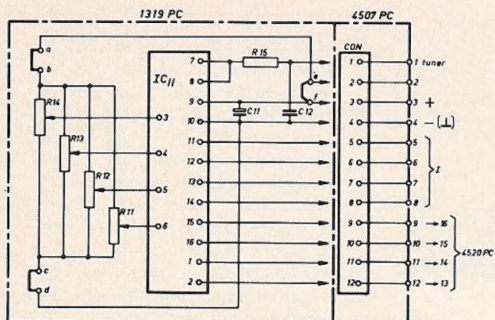 1319 PC
4507 PC
a
b
R14
R13
R12
R11
c
d
IC11
3
4
5
6
7
8
9
10
11
12
13
14
15
16
1
2
R15
C11
C12
e
f
CON
1 1 tuner
2 2
3 3 +
4 4 - (⊥)
5 5
6 6
7 7
8 8
I
9 9 → 16
10 10 → 15
11 11 → 14
12 12 → 13
4520 PC